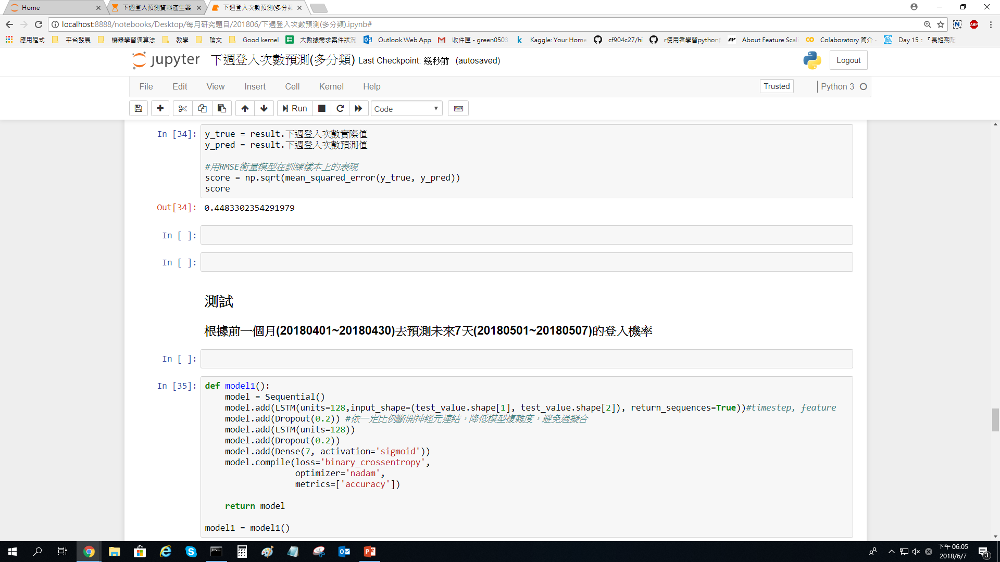 Home
下週登入預測資料產生器
下週登入次數預測(多分類
localhost:8888/notebooks/Desktop/每月研究題目/201806/下週登入次數預測(多分類).ipynb#
應用程式 平台發展 機器學習演算法 教學 論文 Good kernel 大數據需求案件狀況 Outlook Web App 收件匣 - green0503 Kaggle: Your Home cf904c27/hi r使用者學習python About Feature Scali Colaboratory 簡介 - Day 15：『長短期記
jupyter 下週登入次數預測(多分類) Last Checkpoint: 幾秒前 (autosaved)
Logout
File Edit View Insert Cell Kernel Help
Trusted Python 3
Run Code
In [34]:
y_true = result.下週登入次數實際值
y_pred = result.下週登入次數預測值
#用RMSE衡量模型在訓練樣本上的表現
score = np.sqrt(mean_squared_error(y_true, y_pred))
score
Out[34]: 0.4483302354291979
In [ ]:
In [ ]:
測試
根據前一個月(20180401~20180430)去預測未來7天(20180501~20180507)的登入機率
In [ ]:
In [35]:
def model1():
    model = Sequential()
    model.add(LSTM(units=128,input_shape=(test_value.shape[1], test_value.shape[2]), return_sequences=True))#timestep, feature
    model.add(Dropout(0.2)) #依一定比例斷開神經元連結，降低模型複雜度，避免過擬合
    model.add(LSTM(units=128))
    model.add(Dropout(0.2))
    model.add(Dense(7, activation='sigmoid'))
    model.compile(loss='binary_crossentropy',
                  optimizer='nadam',
                  metrics=['accuracy'])
    return model
model1 = model1()
下午 06:05
2018/6/7
3